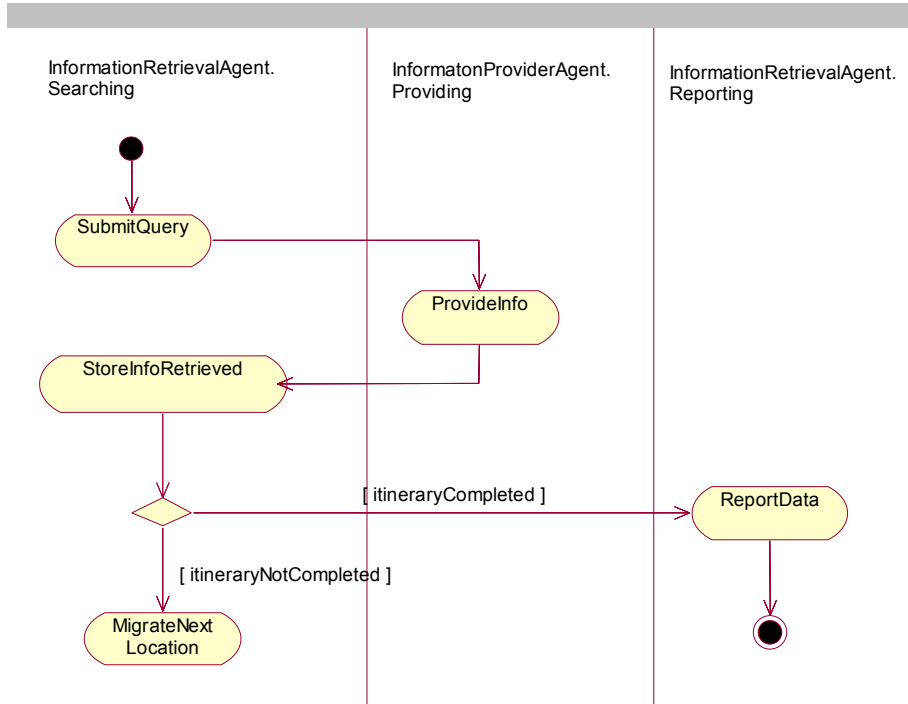 InformationRetrievalAgent.
Searching
InformatonProviderAgent.
Providing
InformationRetrievalAgent.
Reporting
SubmitQuery
ProvideInfo
StoreInfoRetrieved
[ itineraryCompleted ]
ReportData
[ itineraryNotCompleted ]
MigrateNext
Location